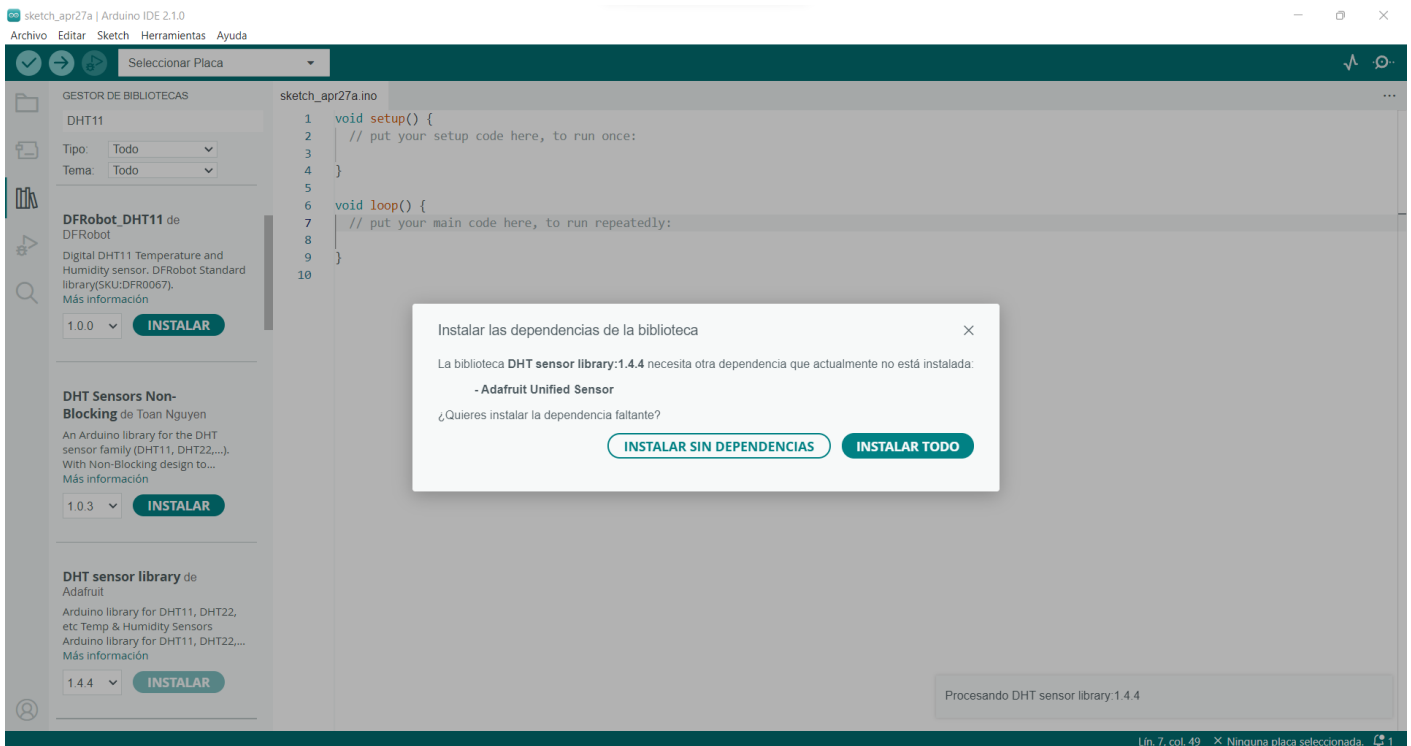 sketch_apr27a | Arduino IDE 2.1.0
Archivo Editar Sketch Herramientas Ayuda
Seleccionar Placa
GESTOR DE BIBLIOTECAS
DHT11
Tipo: Todo
Tema: Todo
DFRobot_DHT11 de
DFRobot
Digital DHT11 Temperature and
Humidity sensor. DFRobot Standard
library(SKU:DFR0067).
Más información
1.0.0 INSTALAR
DHT Sensors Non-
Blocking de Toan Nguyen
An Arduino library for the DHT
sensor family (DHT11, DHT22,...).
With Non-Blocking design to...
Más información
1.0.3 INSTALAR
DHT sensor library de
Adafruit
Arduino library for DHT11, DHT22,
etc Temp & Humidity Sensors
Arduino library for DHT11, DHT22,...
Más información
1.4.4 INSTALAR
sketch_apr27a.ino
1 void setup() {
2 // put your setup code here, to run once:
3
4 }
5
6 void loop() {
7 // put your main code here, to run repeatedly:
8
9 }
10
Instalar las dependencias de la biblioteca
La biblioteca DHT sensor library:1.4.4 necesita otra dependencia que actualmente no está instalada:
- Adafruit Unified Sensor
¿Quieres instalar la dependencia faltante?
INSTALAR SIN DEPENDENCIAS INSTALAR TODO
Procesando DHT sensor library:1.4.4
Lín. 7, col. 49 Ninguna placa seleccionada. 1